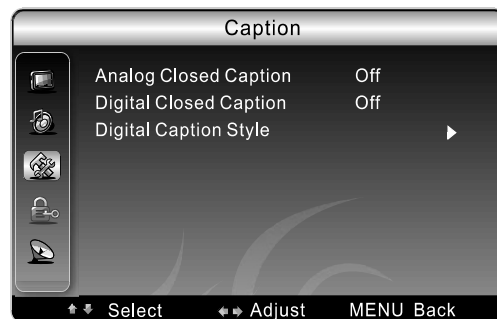 Caption
Analog Closed Caption Off
Digital Closed Caption Off
Digital Caption Style
Select Adjust MENU Back